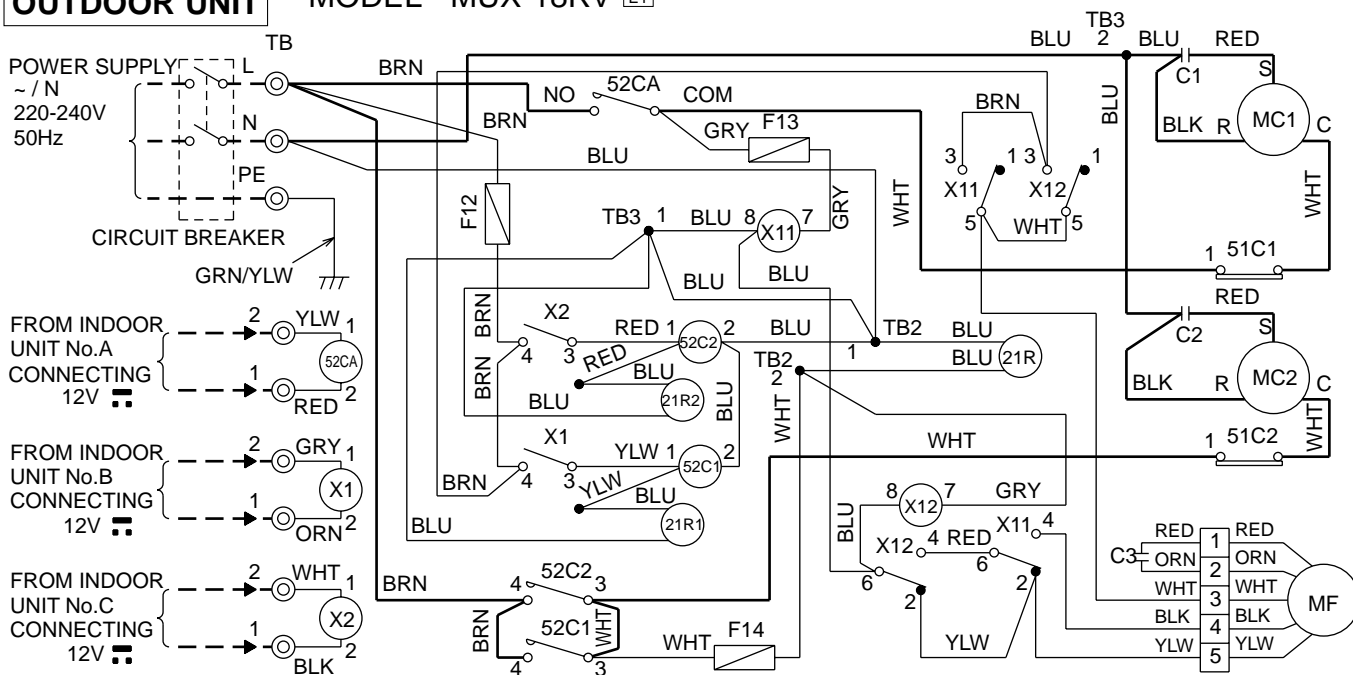 OUTDOOR UNIT MODEL MUX-18RV E1
POWER SUPPLY
~ / N
220-240V
50Hz
TB
L
N
PE
CIRCUIT BREAKER
GRN/YLW
BRN
BRN
NO
52CA
COM
GRY
F13
GRY
BLU
F12
TB3
1
BLU
8
X11
7
BLU
BLU
WHT
BRN
3
X11
1
5
3
X12
1
5
WHT
BLU
TB3
2
BLU
C1
RED
S
MC1
BLK
R
C
WHT
BLU
1
51C1
RED
C2
S
MC2
BLK
R
C
WHT
1
51C2
FROM INDOOR
UNIT No.A
CONNECTING
12V
2
YLW
1
52CA
1
RED
2
FROM INDOOR
UNIT No.B
CONNECTING
12V
2
GRY
1
X1
1
ORN
2
FROM INDOOR
UNIT No.C
CONNECTING
12V
2
WHT
1
X2
1
BLK
2
BRN
BRN
X2
4
3
RED
1
52C2
2
BLU
RED
BLU
21R2
BLU
BLU
X1
4
3
YLW
1
52C1
2
YLW
BLU
21R1
BRN
BLU
1
TB2
BLU
BLU
21R
TB2
2
WHT
WHT
BRN
4
52C2
3
BRN
WHT
4
52C1
3
WHT
F14
BLU
8
X12
7
GRY
X12
4
RED
6
2
X11
4
6
2
YLW
C3
RED
1
RED
ORN
2
ORN
WHT
3
WHT
BLK
4
BLK
YLW
5
YLW
MF